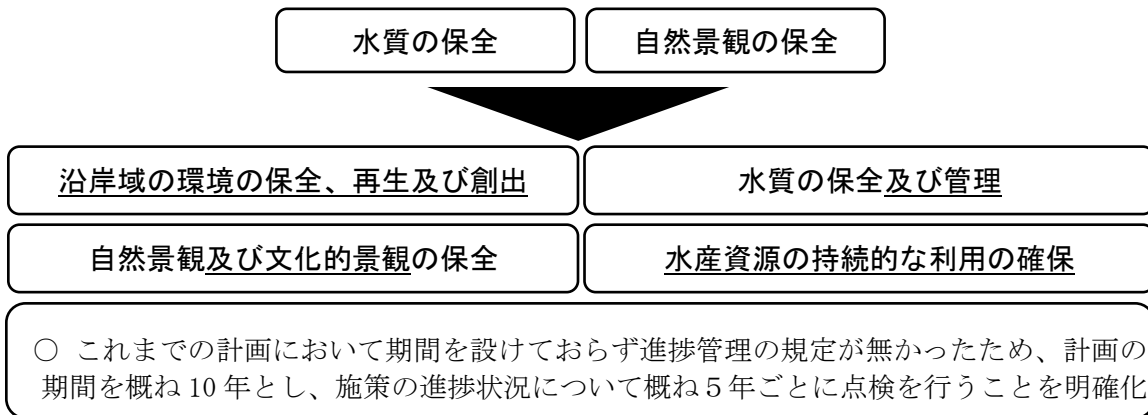 水質の保全
自然景観の保全
沿岸域の環境の保全、再生及び創出
水質の保全及び管理
自然景観及び文化的景観の保全
水産資源の持続的な利用の確保
○ これまでの計画において期間を設けておらず進捗管理の規定が無かったため、計画の
期間を概ね 10 年とし、施策の進捗状況について概ね５年ごとに点検を行うことを明確化